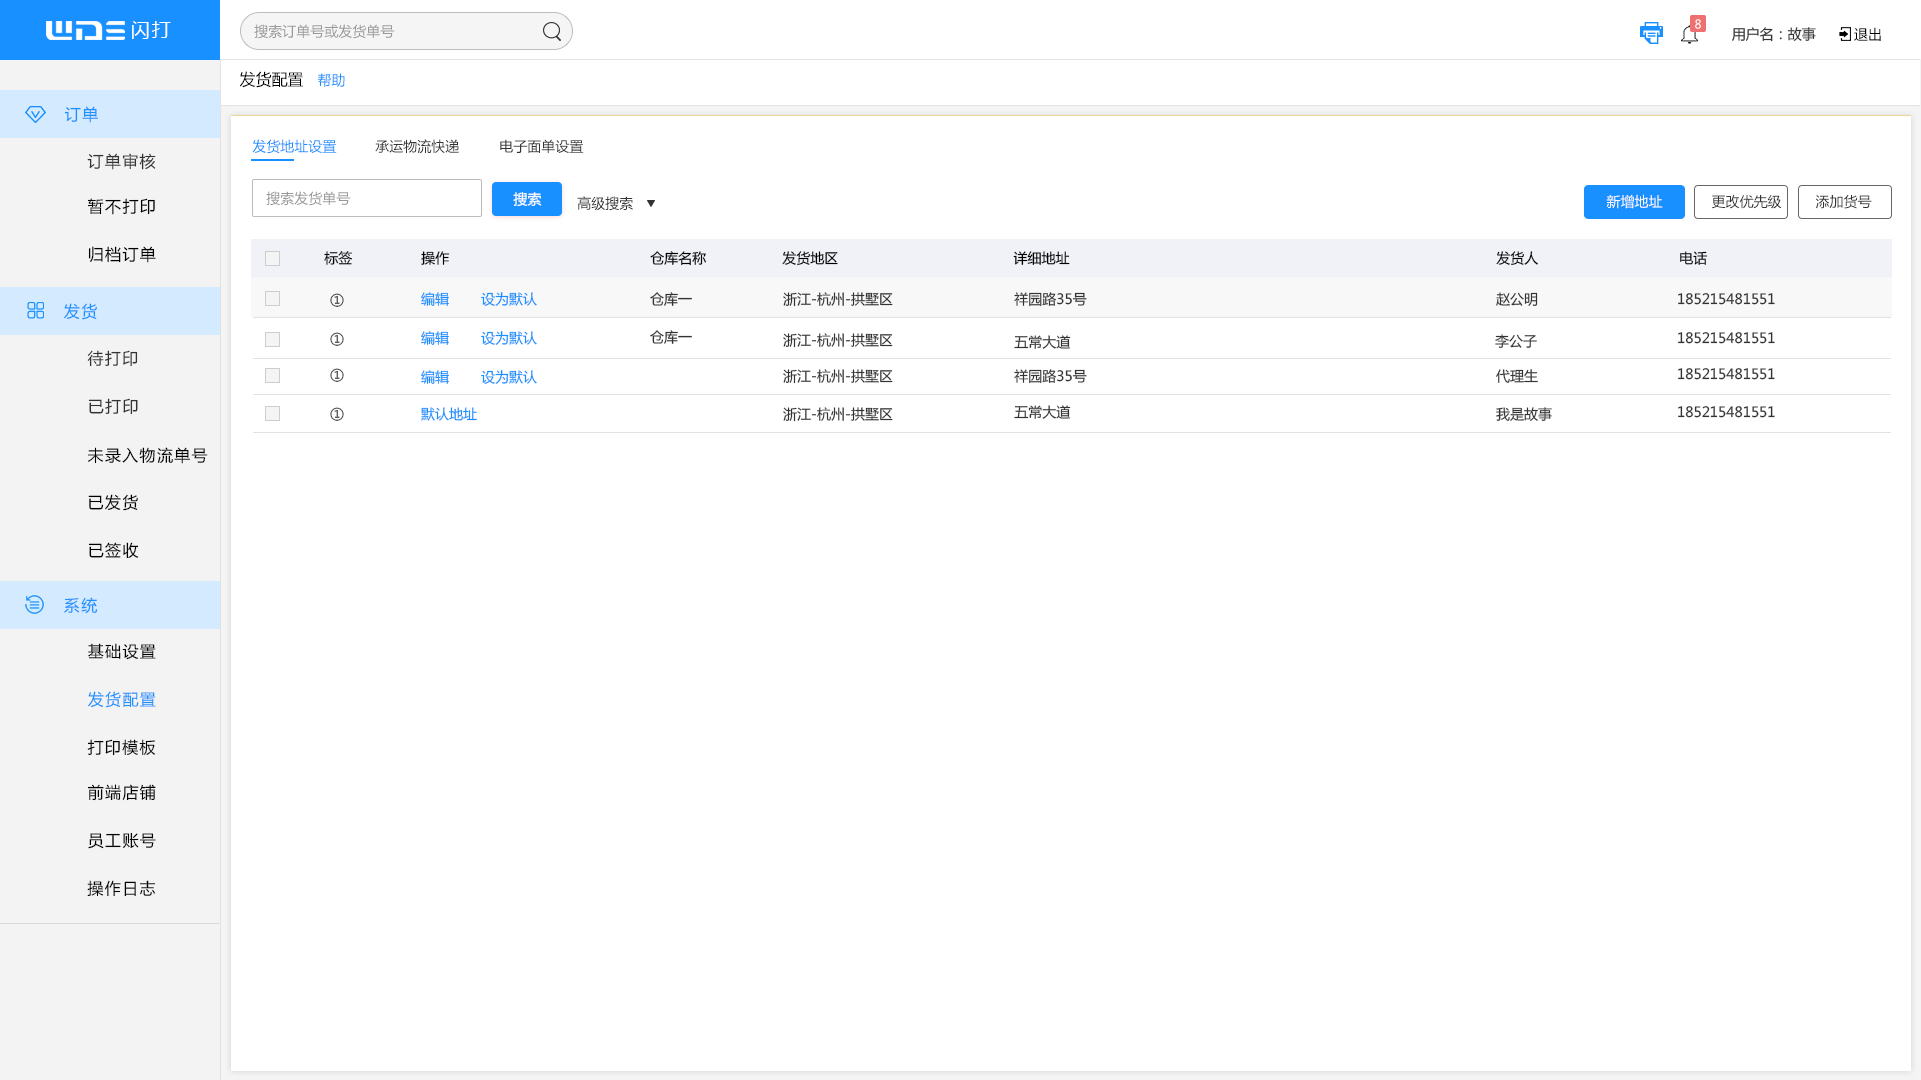 WDS闪打
搜索订单号或发货单号
8
用户名：故事
退出
发货配置 帮助
订单
订单审核
暂不打印
归档订单
发货
待打印
已打印
未录入物流单号
已发货
已签收
系统
基础设置
发货配置
打印模板
前端店铺
员工账号
操作日志
发货地址设置 承运物流快递 电子面单设置
搜索发货单号 搜索 高级搜索 ▼ 新增地址 更改优先级 添加货号
标签 操作 仓库名称 发货地区 详细地址 发货人 电话
① 编辑 设为默认 仓库一 浙江-杭州-拱墅区 祥园路35号 赵公明 185215481551
① 编辑 设为默认 仓库一 浙江-杭州-拱墅区 五常大道 李公子 185215481551
① 编辑 设为默认 浙江-杭州-拱墅区 祥园路35号 代理生 185215481551
① 默认地址 浙江-杭州-拱墅区 五常大道 我是故事 185215481551